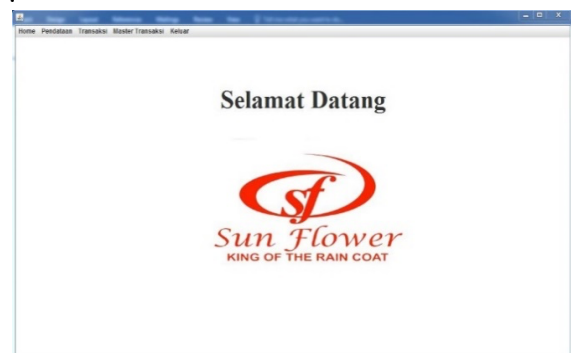 Home Pendataan Transaksi Master Transaksi Keluar
Selamat Datang
sf
Sun Flower
KING OF THE RAIN COAT